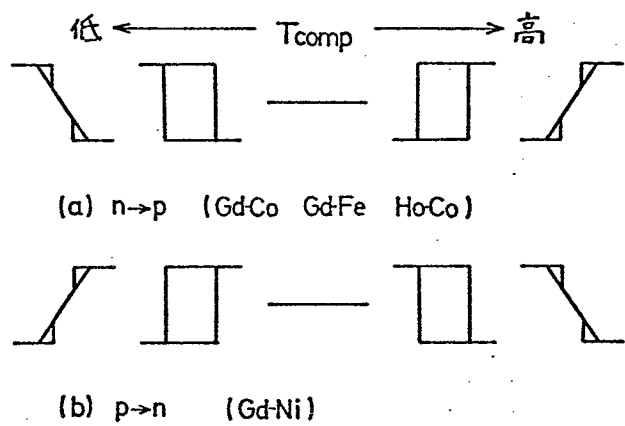 低 ← Tcomp → 高
(a) n→p (Gd-Co Gd-Fe Ho-Co)
(b) p→n (Gd-Ni)